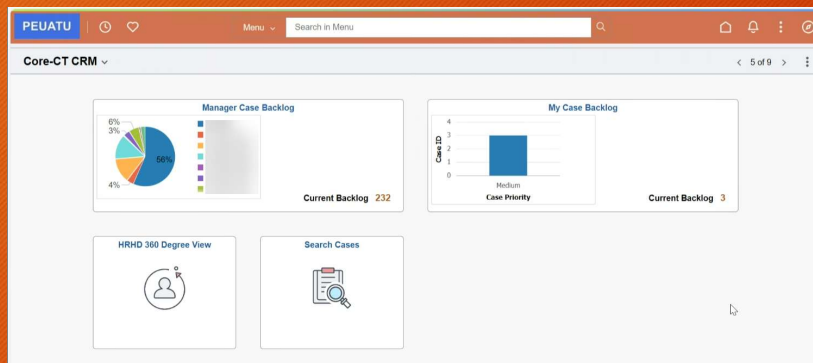 PEUATU
Menu
Search in Menu
Core-CT CRM
5 of 9
Manager Case Backlog
6%
3%
56%
4%
Current Backlog 232
My Case Backlog
4
3
2
1
0
Case ID
Medium
Case Priority
Current Backlog 3
HRHD 360 Degree View
Search Cases